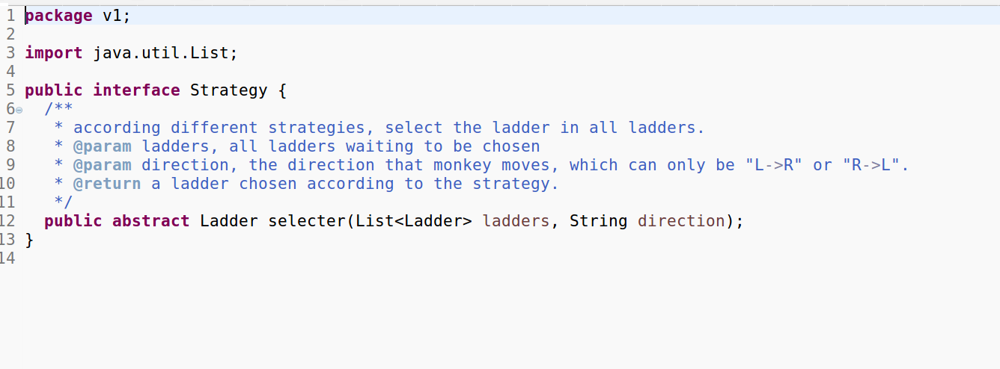 1 package v1;
2
3 import java.util.List;
4
5 public interface Strategy {
6 /**
7 * according different strategies, select the ladder in all ladders.
8 * @param ladders, all ladders waiting to be chosen
9 * @param direction, the direction that monkey moves, which can only be "L->R" or "R->L".
10 * @return a ladder chosen according to the strategy.
11 */
12 public abstract Ladder selecter(List<Ladder> ladders, String direction);
13 }
14